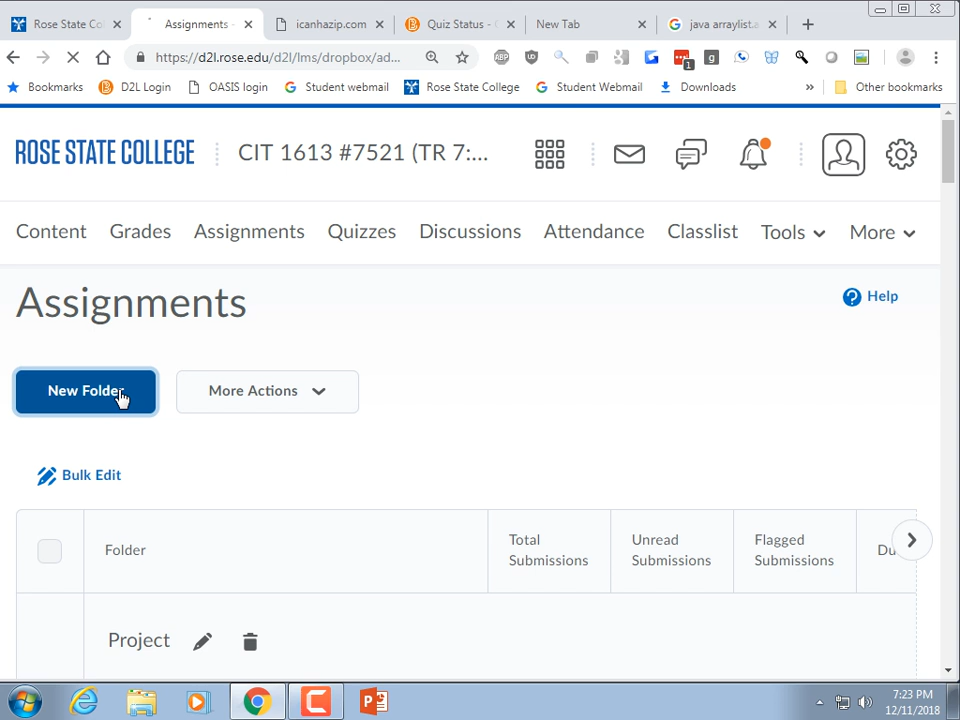 Rose State Co
Assignments -
icanhazip.com
Quiz Status - C
New Tab
java arraylist.a
https://d2l.rose.edu/d2l/lms/dropbox/ad...
ABP
1
g
Bookmarks
D2L Login
OASIS login
Student webmail
Rose State College
Student Webmail
Downloads
»
Other bookmarks
ROSE STATE COLLEGE
CIT 1613 #7521 (TR 7:...
Content
Grades
Assignments
Quizzes
Discussions
Attendance
Classlist
Tools
More
Assignments
Help
New Folder
More Actions
Bulk Edit
Folder
Total
Submissions
Unread
Submissions
Flagged
Submissions
Du
Project
7:23 PM
12/11/2018